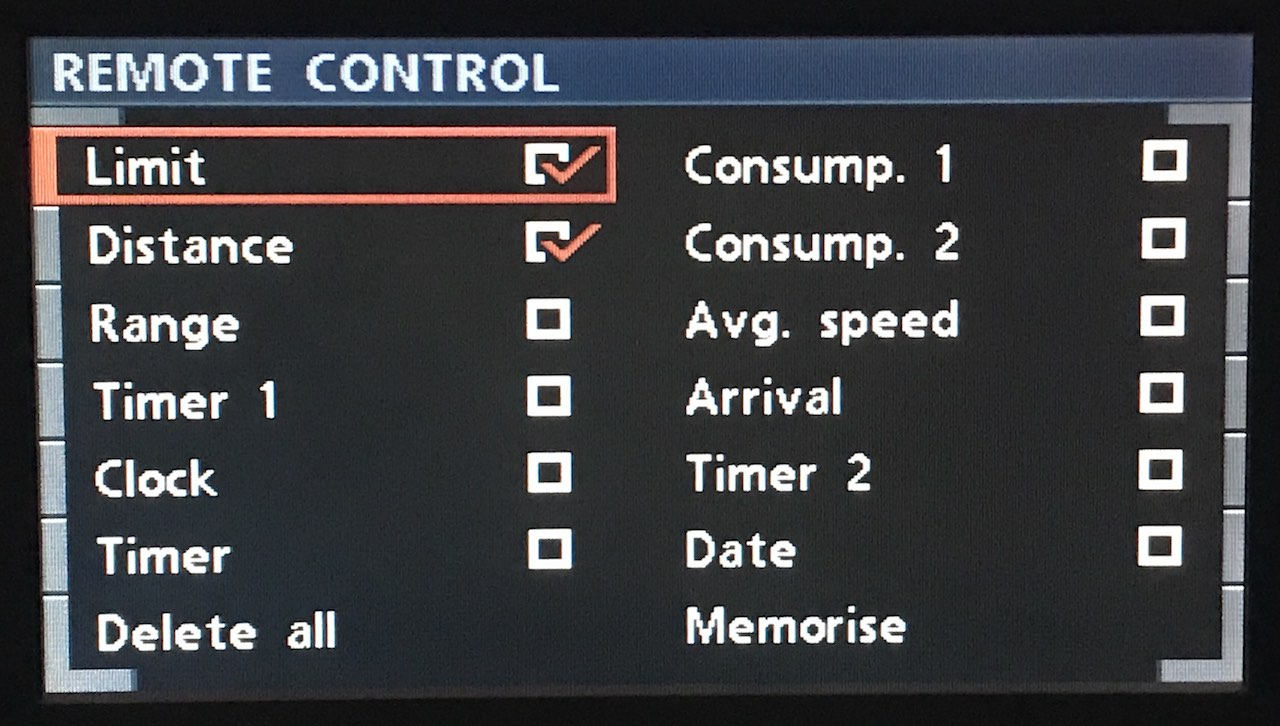 REMOTE CONTROL
Limit
Distance
Range
Timer 1
Clock
Timer
Delete all
Consump. 1
Consump. 2
Avg. speed
Arrival
Timer 2
Date
Memorise